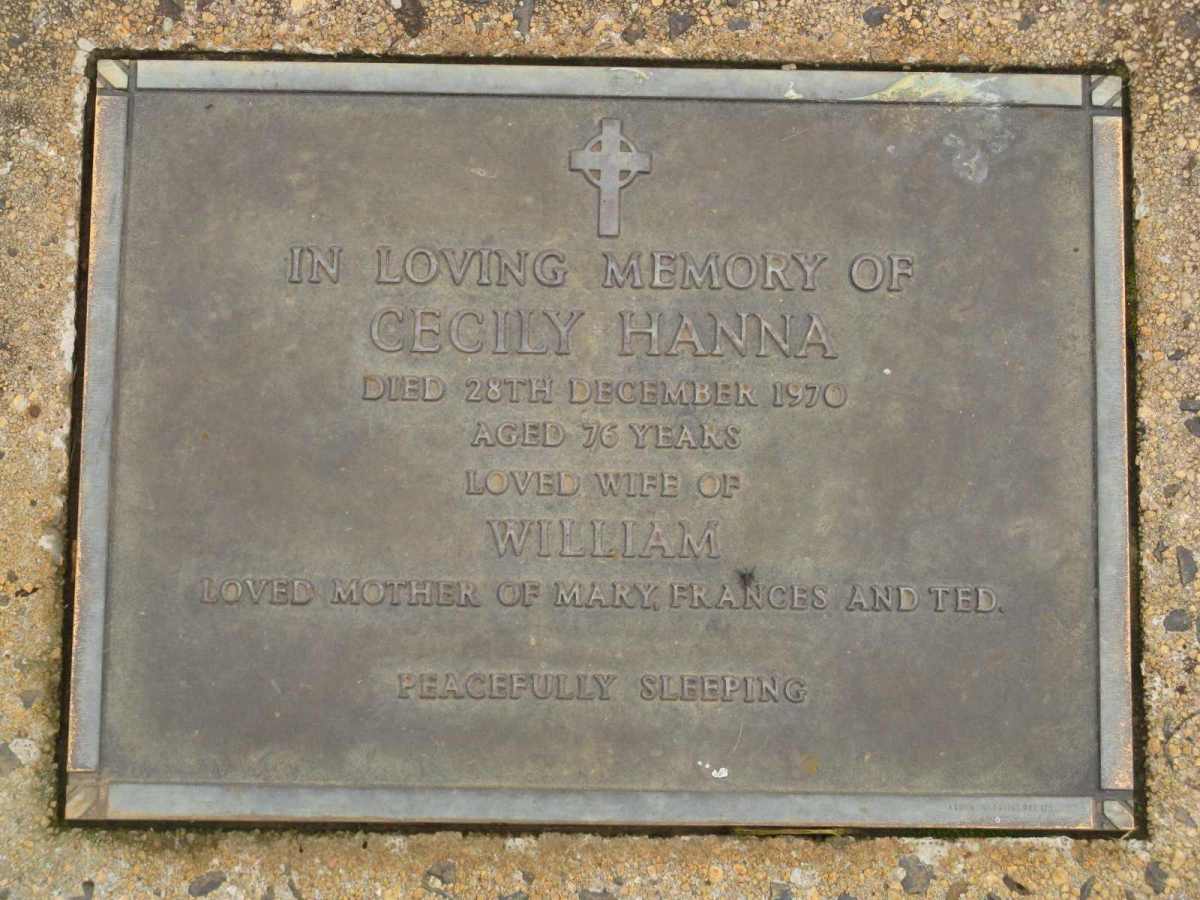 IN LOVING MEMORY OF
CECILY HANNA
DIED 28TH DECEMBER 1970
AGED 76 YEARS
LOVED WIFE OF
WILLIAM
LOVED MOTHER OF MARY, FRANCES AND TED.
PEACEFULLY SLEEPING